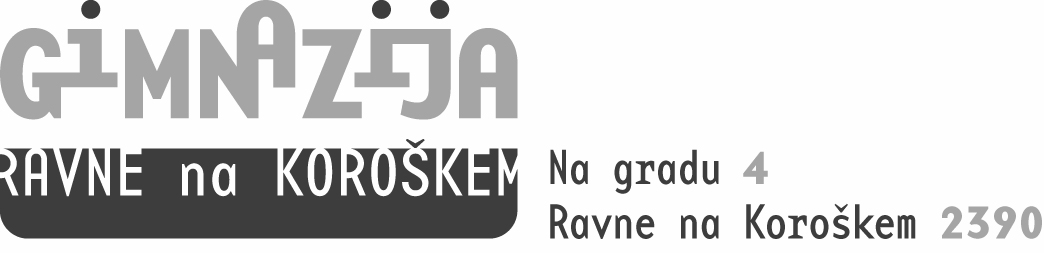 GiMNAZiJA
RAVNE na KOROŠKEM
Na gradu 4
Ravne na Koroškem 2390